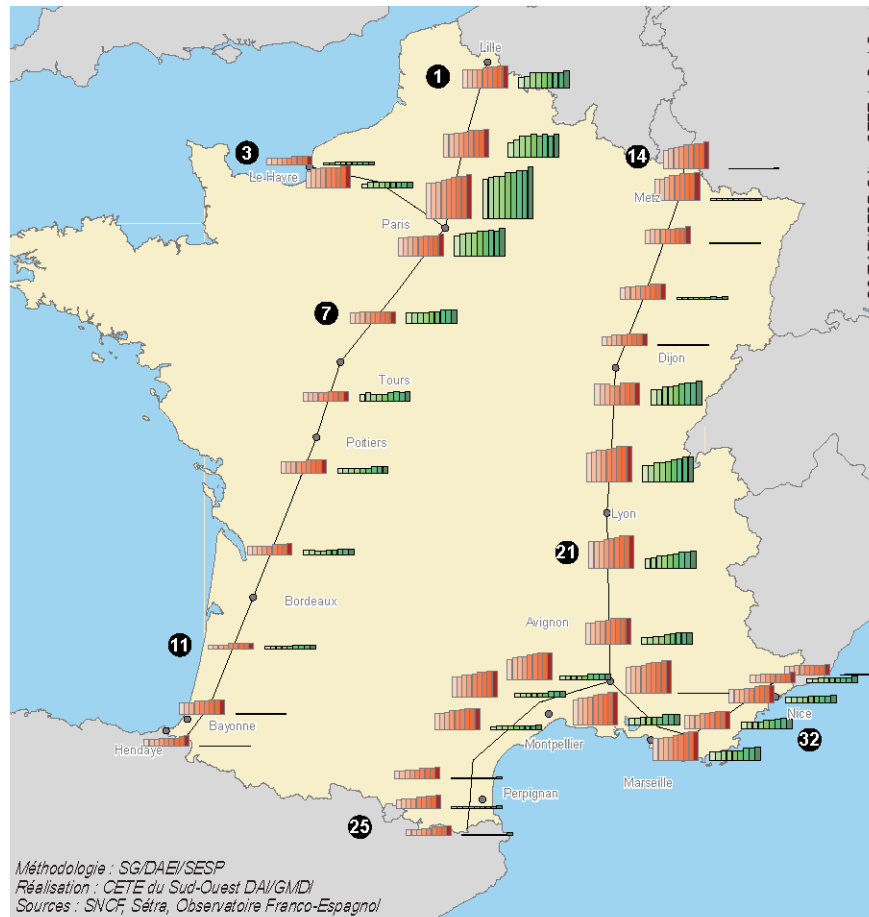 Lille
1
3
14
Le Havre
Metz
Paris
7
Dijon
Tours
Poitiers
Lyon
21
Bordeaux
Avignon
11
Bayonne
Nice
Hendaye
Montpellier
32
Marseille
Perpignan
25
Méthodologie : SG/DAEI/SESP
Réalisation : CETE du Sud-Ouest DAI/GMDI
Sources : SNCF, Sétra, Observatoire Franco-Espagnol